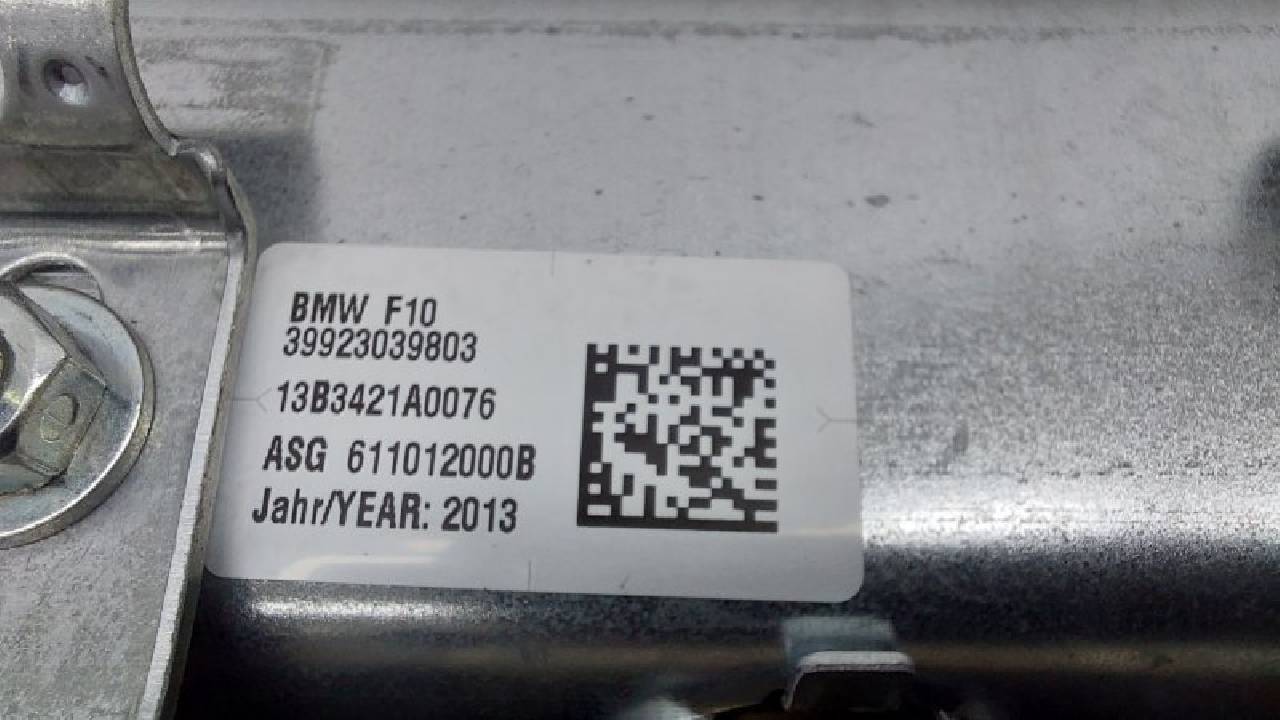 BMW F10
39923039803
13B3421A0076
ASG 611012000B
Jahr/YEAR: 2013